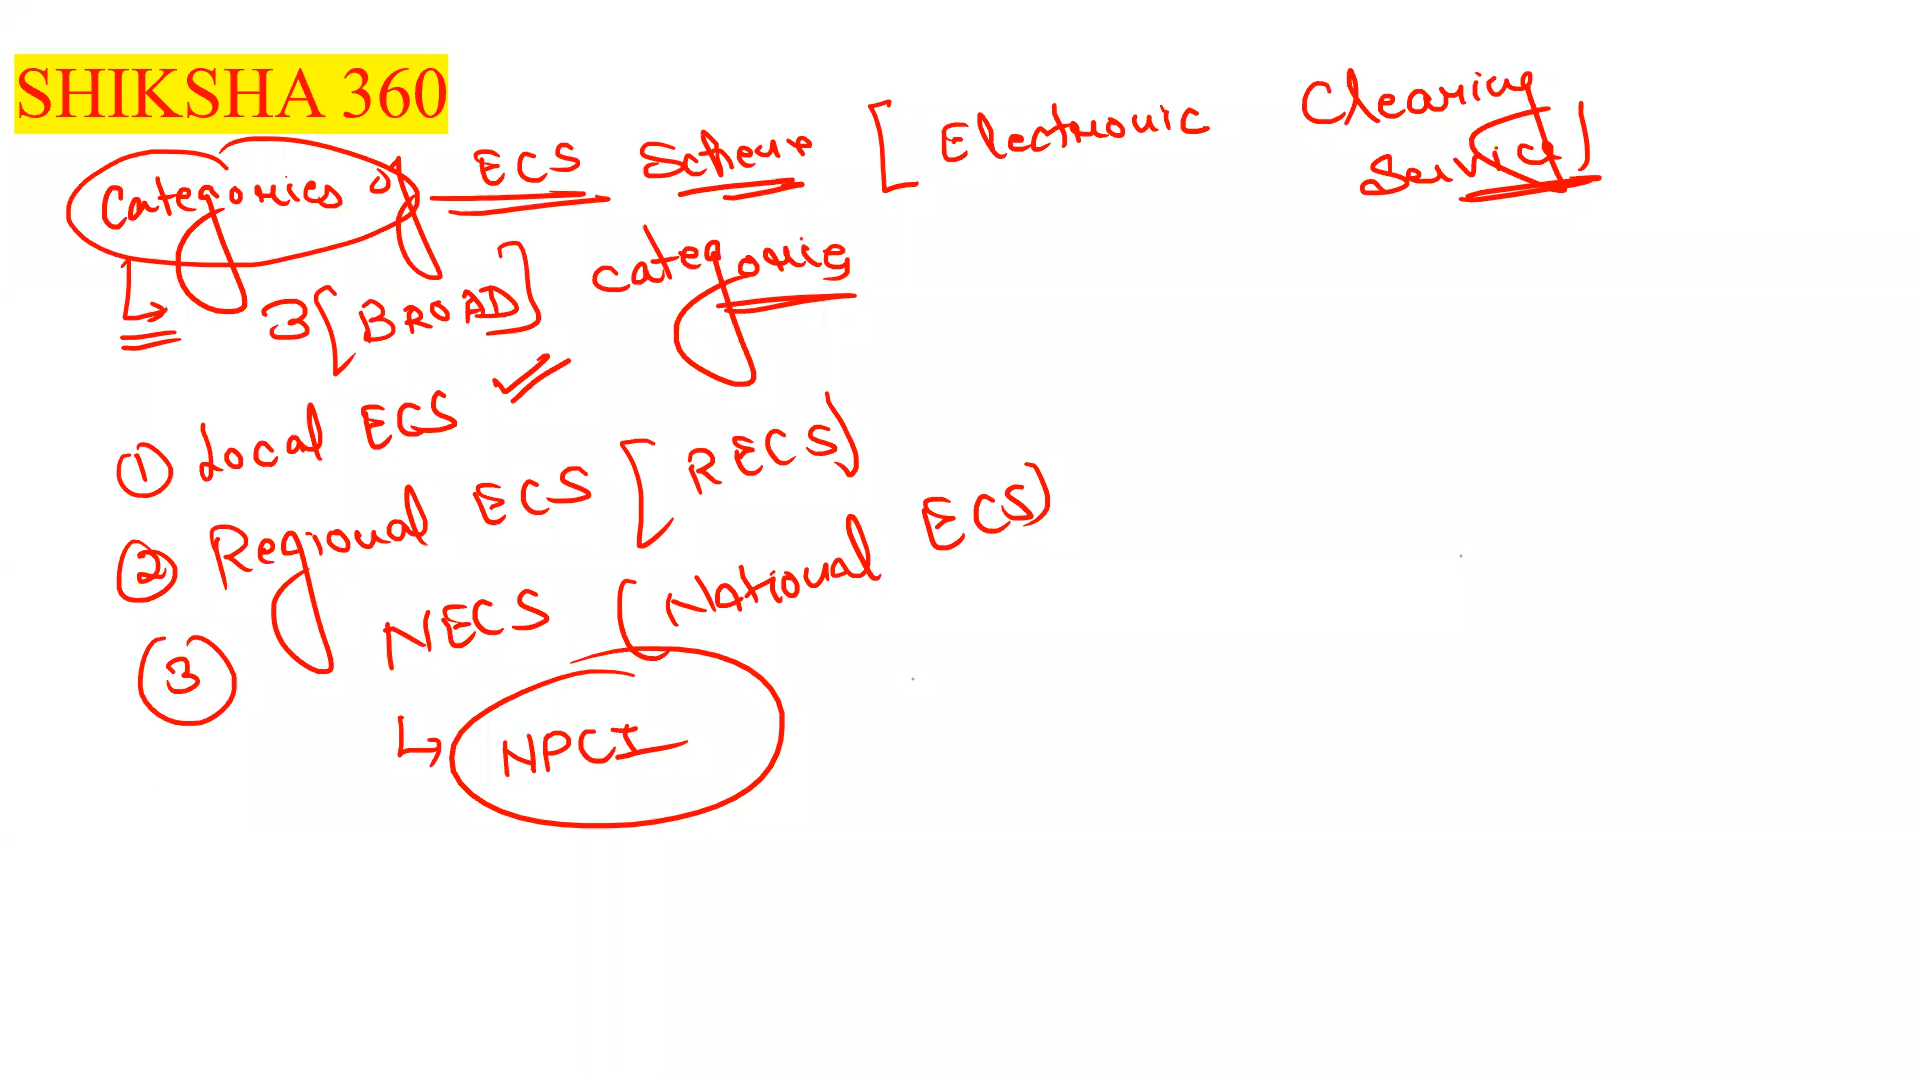 SHIKSHA 360
Categories of ECS Scheme [Electronic Clearing
Service]
3 [BROAD] categories
① Local ECS
② Regional ECS [RECS]
③ NECS (National ECS)
NPCI